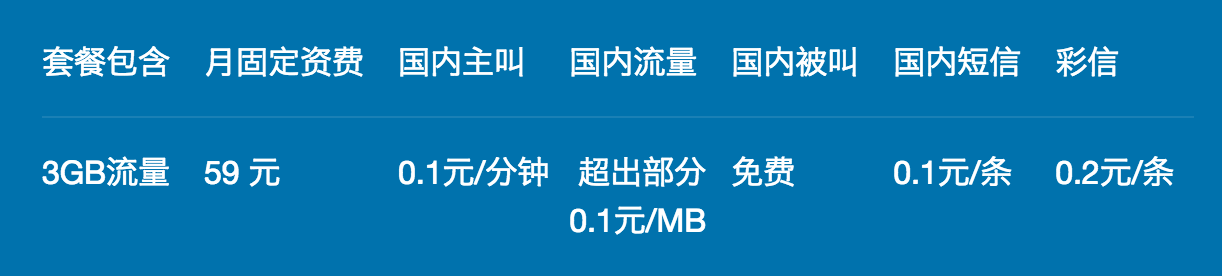 套餐包含 月固定资费 国内主叫 国内流量 国内被叫 国内短信 彩信
3GB流量 59 元 0.1元/分钟 超出部分 免费 0.1元/条 0.2元/条
0.1元/MB